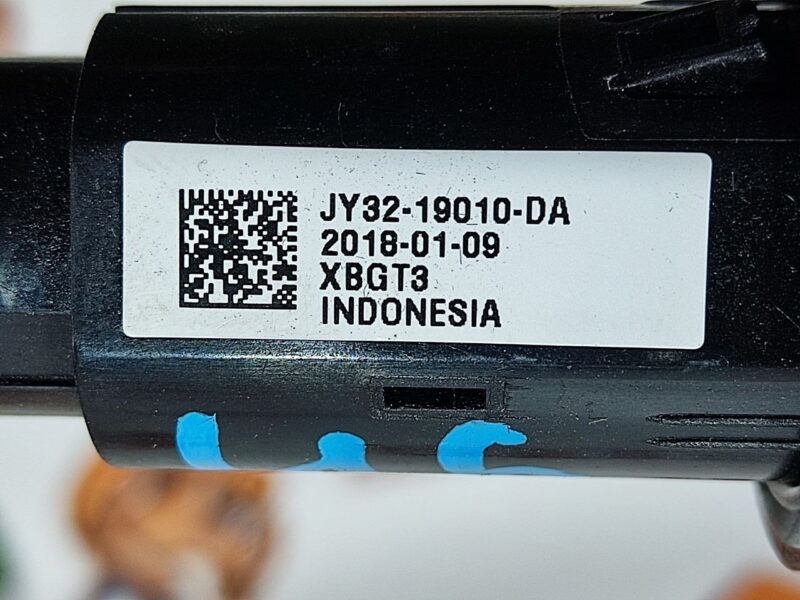 JY32-19010-DA
2018-01-09
XBGT3
INDONESIA